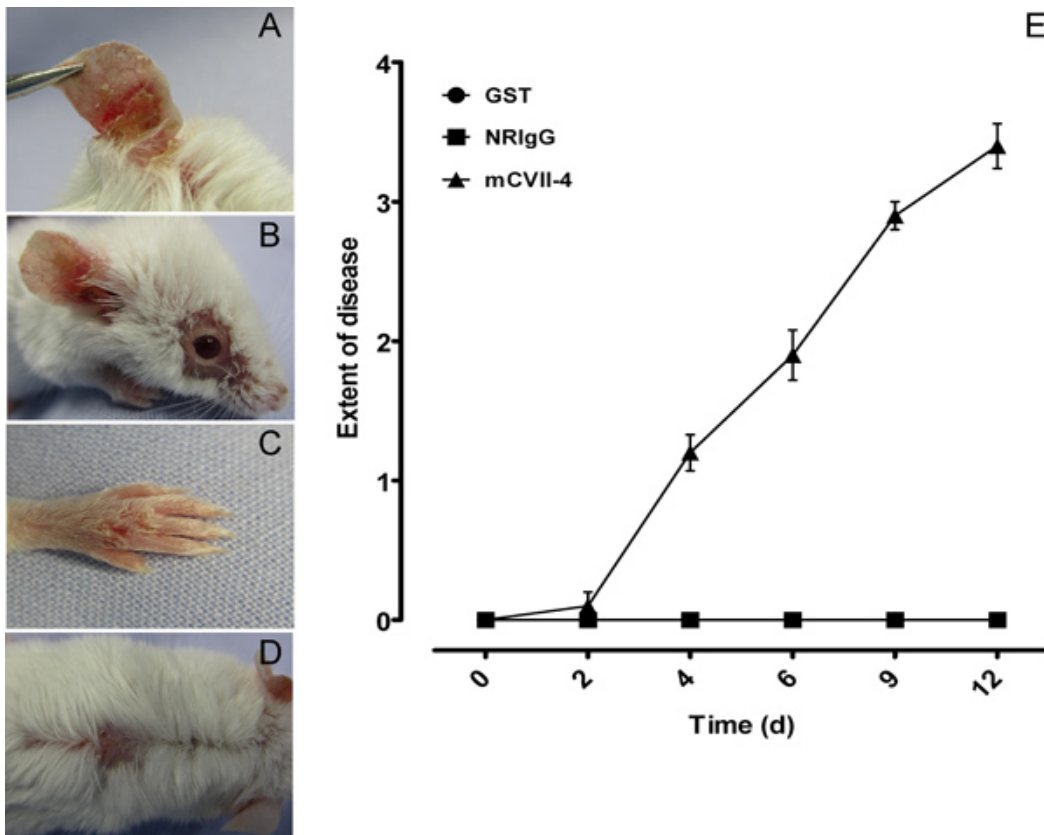 A
B
C
D
E
GST
NRIgG
mCVII-4
Extent of disease
4
3
2
1
0
0 2 4 6 9 12
Time (d)